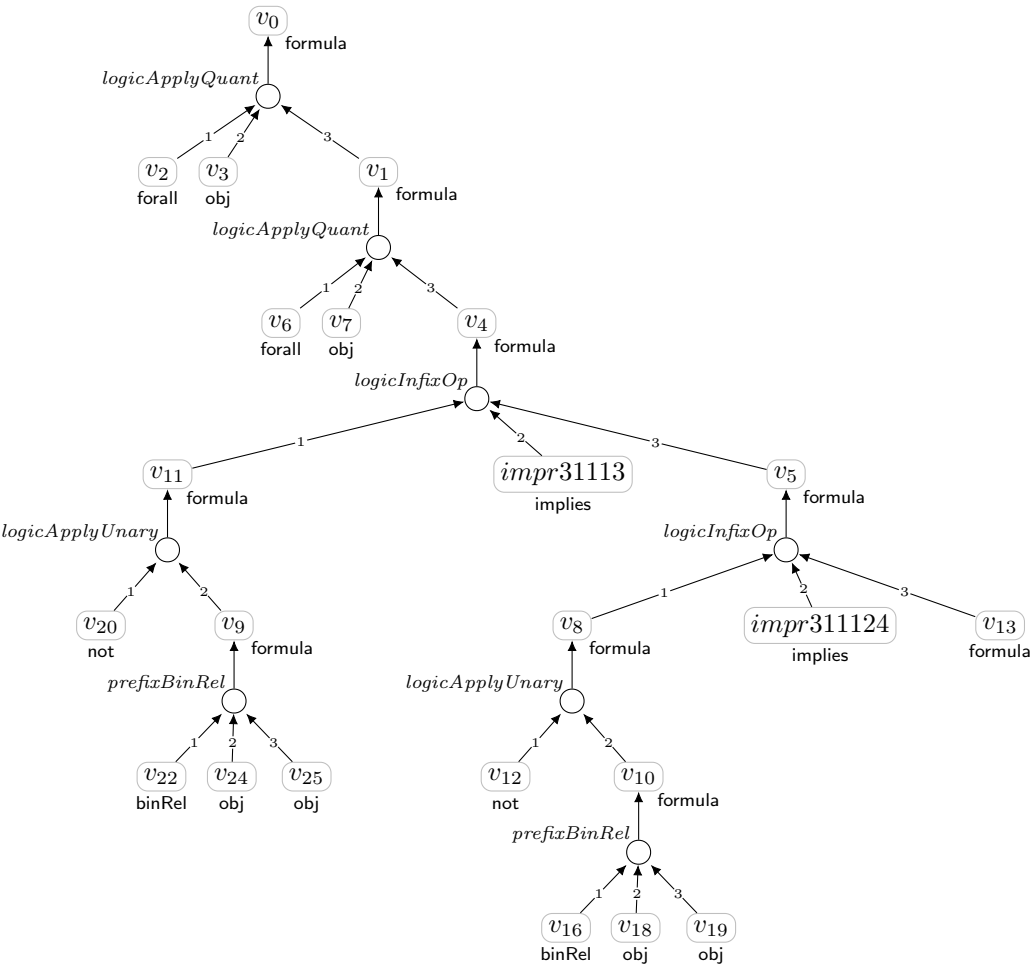 v0
formula
logicApplyQuant
1 2 3
v2 v3 v1
forall obj formula
logicApplyQuant
1 2 3
v6 v7 v4
forall obj formula
logicInfixOp
1 2 3
v11 impr31113 v5
formula implies formula
logicApplyUnary logicInfixOp
1 2 1 2 3
v20 v9 v8 impr311124 v13
not formula formula implies formula
prefixBinRel logicApplyUnary
1 2 3 1 2
v22 v24 v25 v12 v10
binRel obj obj not formula
prefixBinRel
1 2 3
v16 v18 v19
binRel obj obj